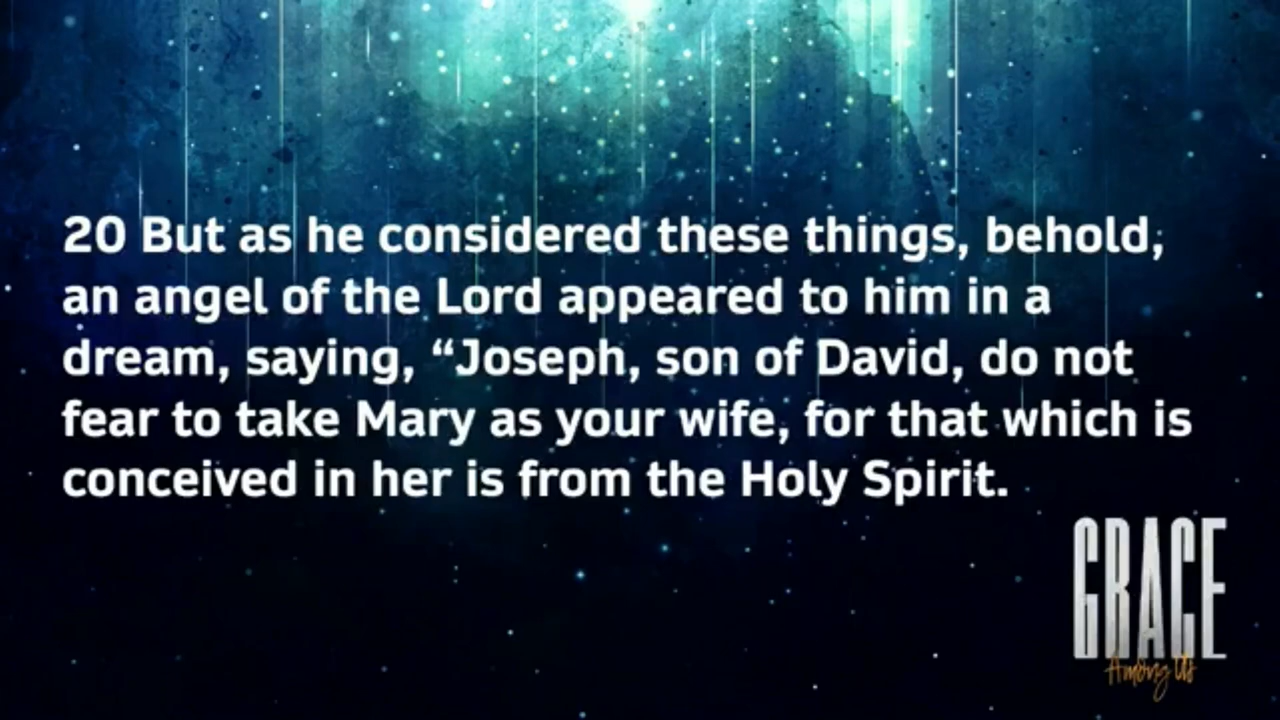 20 But as he considered these things, behold,
an angel of the Lord appeared to him in a
dream, saying, “Joseph, son of David, do not
fear to take Mary as your wife, for that which is
conceived in her is from the Holy Spirit.
GRACE
Among Us